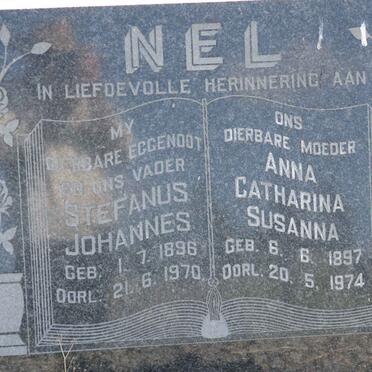 NEL
IN LIEFDEVOLLE HERINNERING AAN
MY
DIERBARE EGGENOOT
EN ONS VADER
STEFANUS
JOHANNES
GEB. 1. 7. 1896
OORL. 21. 6. 1970
ONS
DIERBARE MOEDER
ANNA
CATHARINA
SUSANNA
GEB. 6. 6. 1897
OORL. 20. 5. 1974